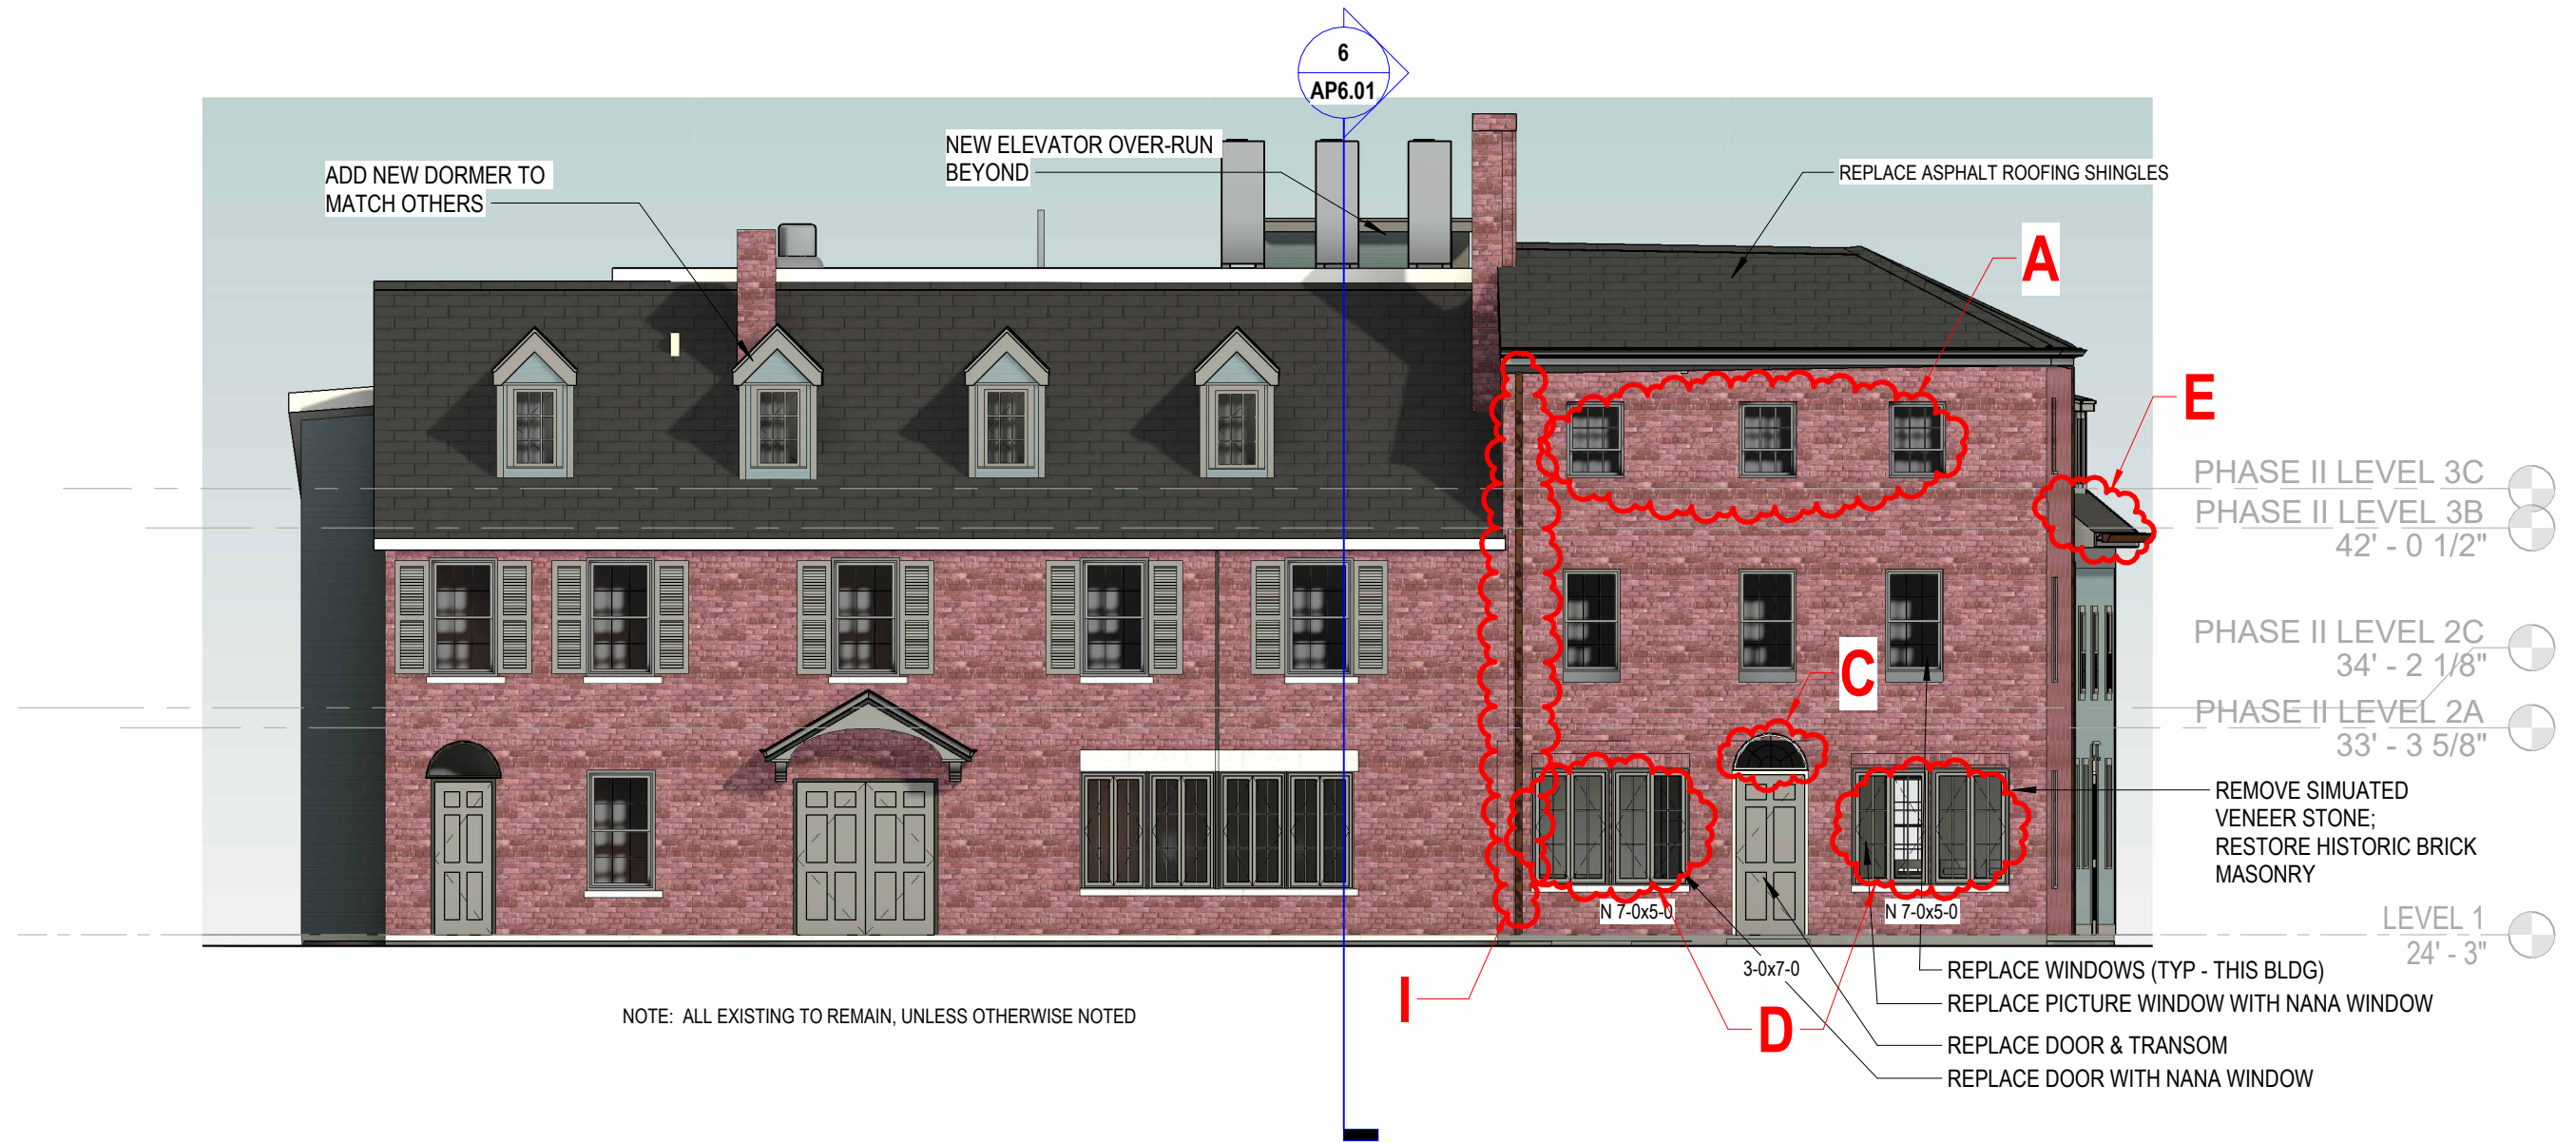 6
AP6.01
NEW ELEVATOR OVER-RUN
BEYOND
ADD NEW DORMER TO
MATCH OTHERS
REPLACE ASPHALT ROOFING SHINGLES
A
E
PHASE II LEVEL 3C
PHASE II LEVEL 3B
42' - 0 1/2"
PHASE II LEVEL 2C
34' - 2 1/8"
C
PHASE II LEVEL 2A
33' - 3 5/8"
REMOVE SIMUATED
VENEER STONE;
RESTORE HISTORIC BRICK
MASONRY
N 7-0x5-0
N 7-0x5-0
LEVEL 1
24' - 3"
3-0x7-0
REPLACE WINDOWS (TYP - THIS BLDG)
I
REPLACE PICTURE WINDOW WITH NANA WINDOW
NOTE: ALL EXISTING TO REMAIN, UNLESS OTHERWISE NOTED
D
REPLACE DOOR & TRANSOM
REPLACE DOOR WITH NANA WINDOW